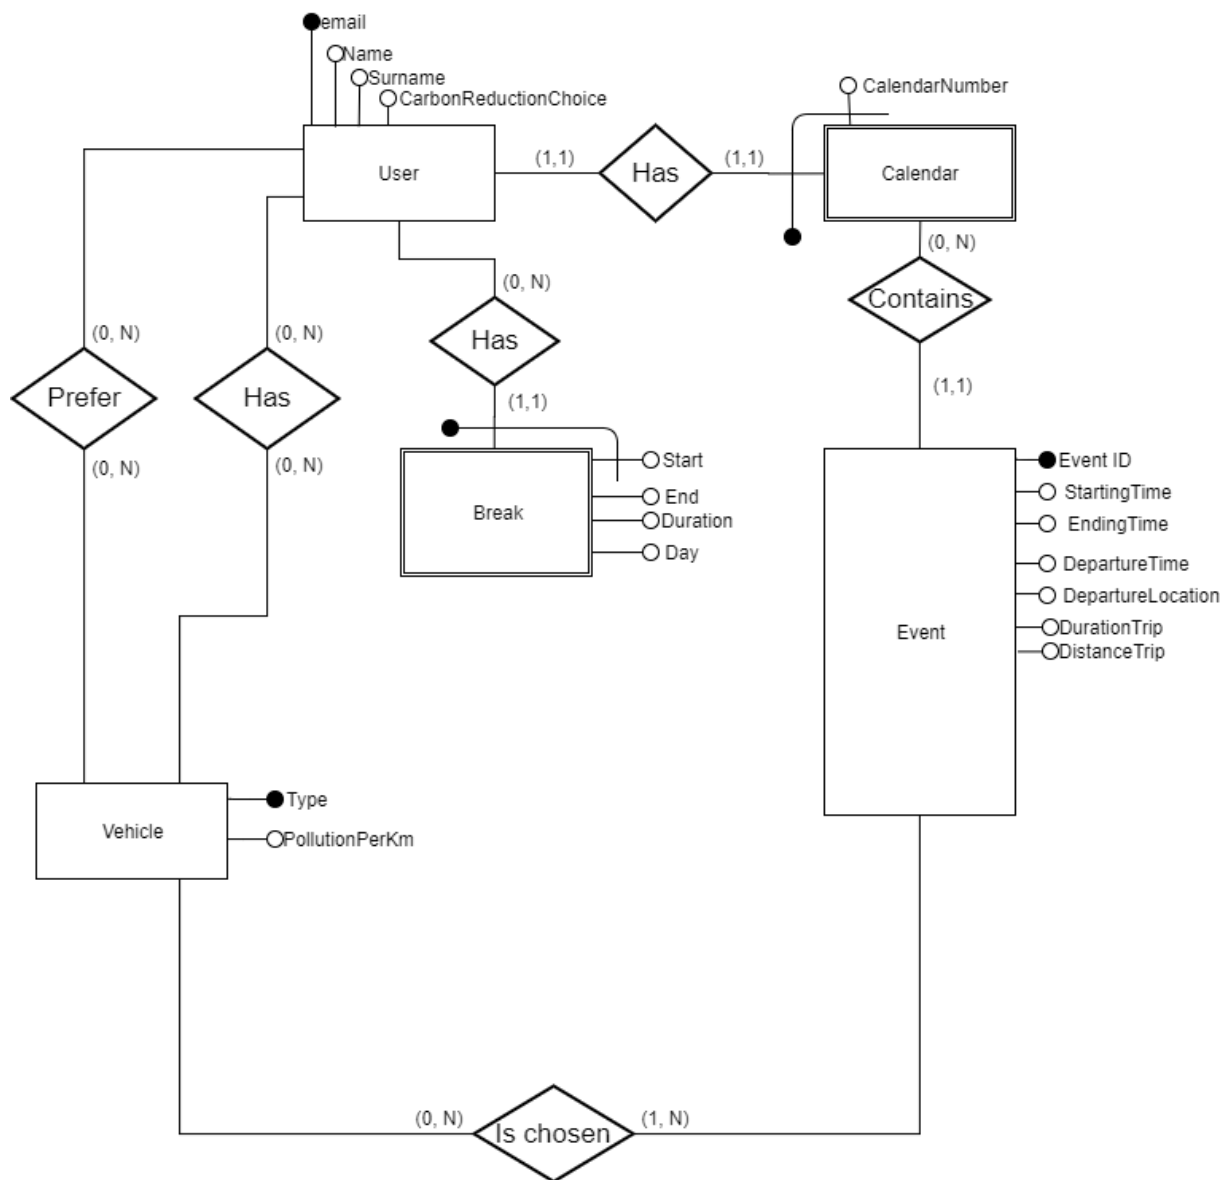 email
Name
Surname
CarbonReductionChoice
CalendarNumber
User
(1,1)
Has
(1,1)
Calendar
(0, N)
(0, N)
Contains
(0, N)
(0, N)
Has
Prefer
Has
(1,1)
(1,1)
(0, N)
(0, N)
Start
Event ID
StartingTime
End
Break
Duration
EndingTime
Day
DepartureTime
DepartureLocation
Event
DurationTrip
DistanceTrip
Type
Vehicle
PollutionPerKm
(0, N)
Is chosen
(1, N)